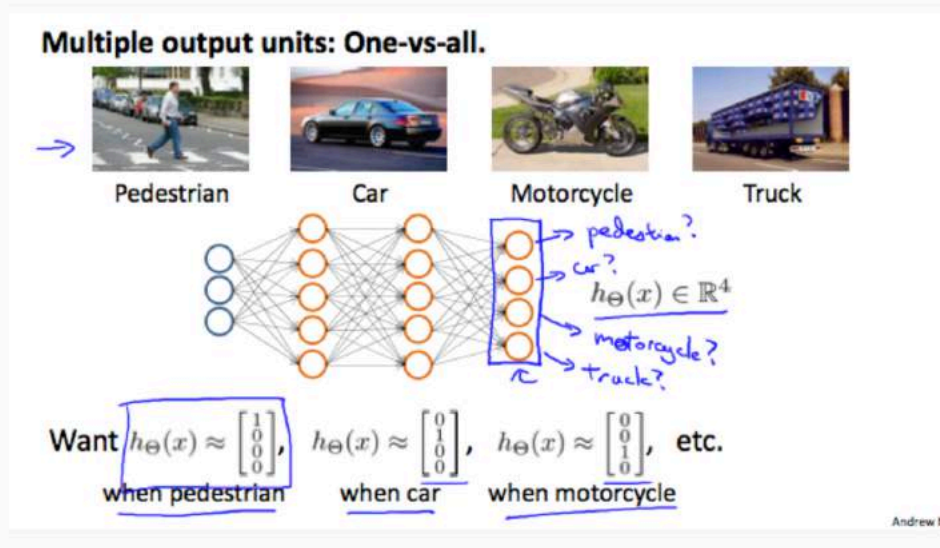 Multiple output units: One-vs-all.
Pedestrian Car Motorcycle Truck
pedestrian?
car?
hΘ(x) ∈ ℝ⁴
motorcycle?
truck?
Want hΘ(x) ≈ [1 0 0 0], hΘ(x) ≈ [0 1 0 0], hΘ(x) ≈ [0 0 1 0], etc.
when pedestrian when car when motorcycle
Andrew